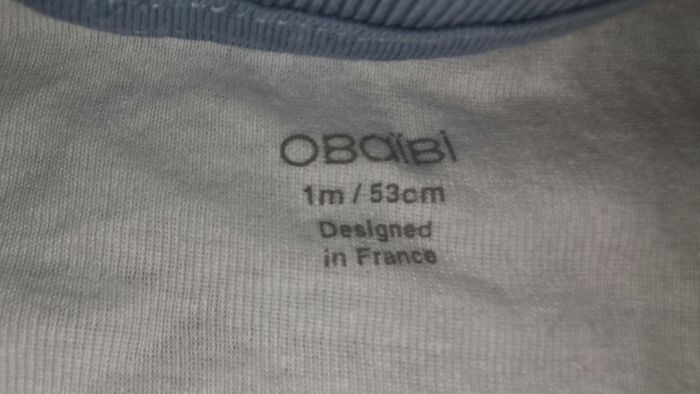 OBaïBi
1m / 53cm
Designed
in France